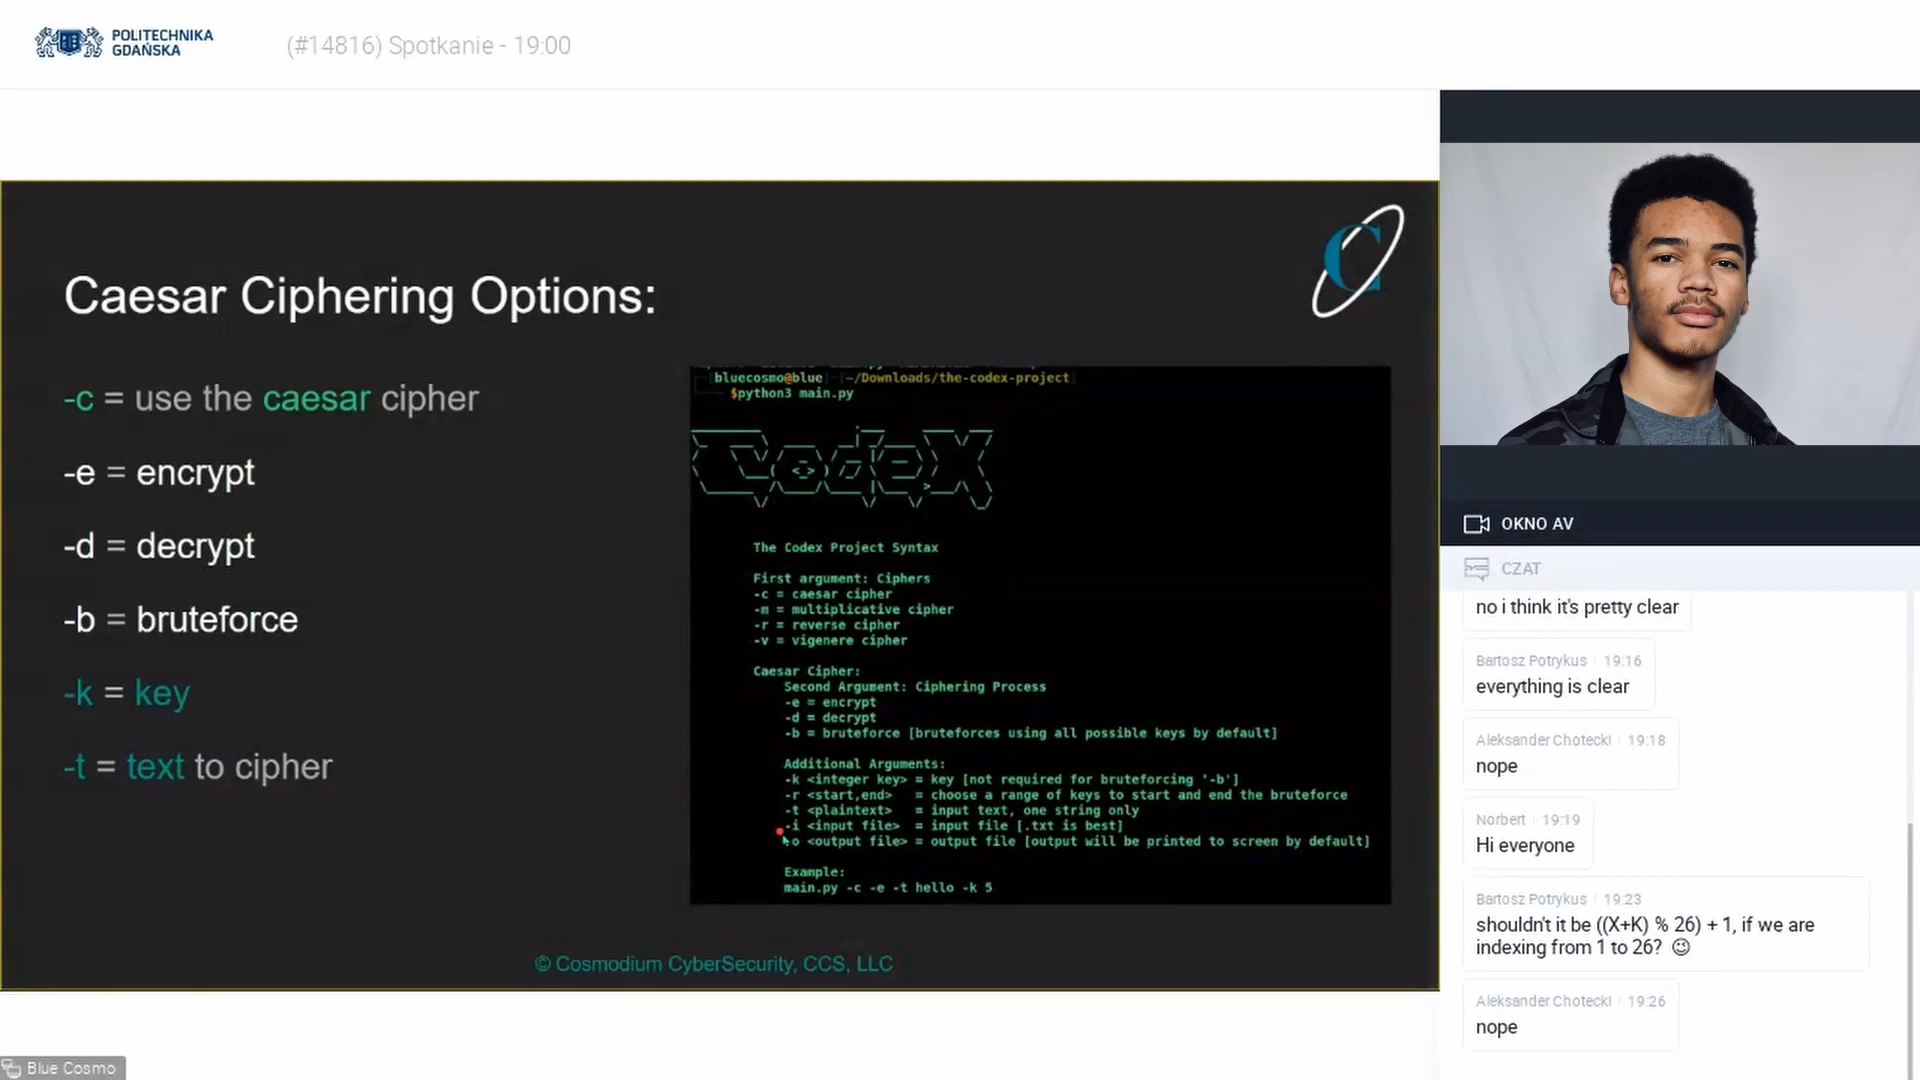 POLITECHNIKA
GDAŃSKA
(#14816) Spotkanie - 19:00
Caesar Ciphering Options:
-c = use the caesar cipher
-e = encrypt
-d = decrypt
-b = bruteforce
-k = key
-t = text to cipher
C
[bluecosmo@blue]-[~/Downloads/the-codex-project]
$python3 main.py
CodeX
The Codex Project Syntax
First argument: Ciphers
-c = caesar cipher
-m = multiplicative cipher
-r = reverse cipher
-v = vigenere cipher
Caesar Cipher:
Second Argument: Ciphering Process
-e = encrypt
-d = decrypt
-b = bruteforce [bruteforces using all possible keys by default]
Additional Arguments:
-k <integer key> = key [not required for bruteforcing '-b']
-r <start,end> = choose a range of keys to start and end the bruteforce
-t <plaintext> = input text, one string only
-i <input file> = input file [.txt is best]
-o <output file> = output file [output will be printed to screen by default]
Example:
main.py -c -e -t hello -k 5
© Cosmodium CyberSecurity, CCS, LLC
Blue Cosmo
OKNO AV
CZAT
no i think it's pretty clear
Bartosz Potrykus 19:16
everything is clear
Aleksander Chotecki 19:18
nope
Norbert 19:19
Hi everyone
Bartosz Potrykus 19:23
shouldn't it be ((X+K) % 26) + 1, if we are
indexing from 1 to 26? 😉
Aleksander Chotecki 19:26
nope